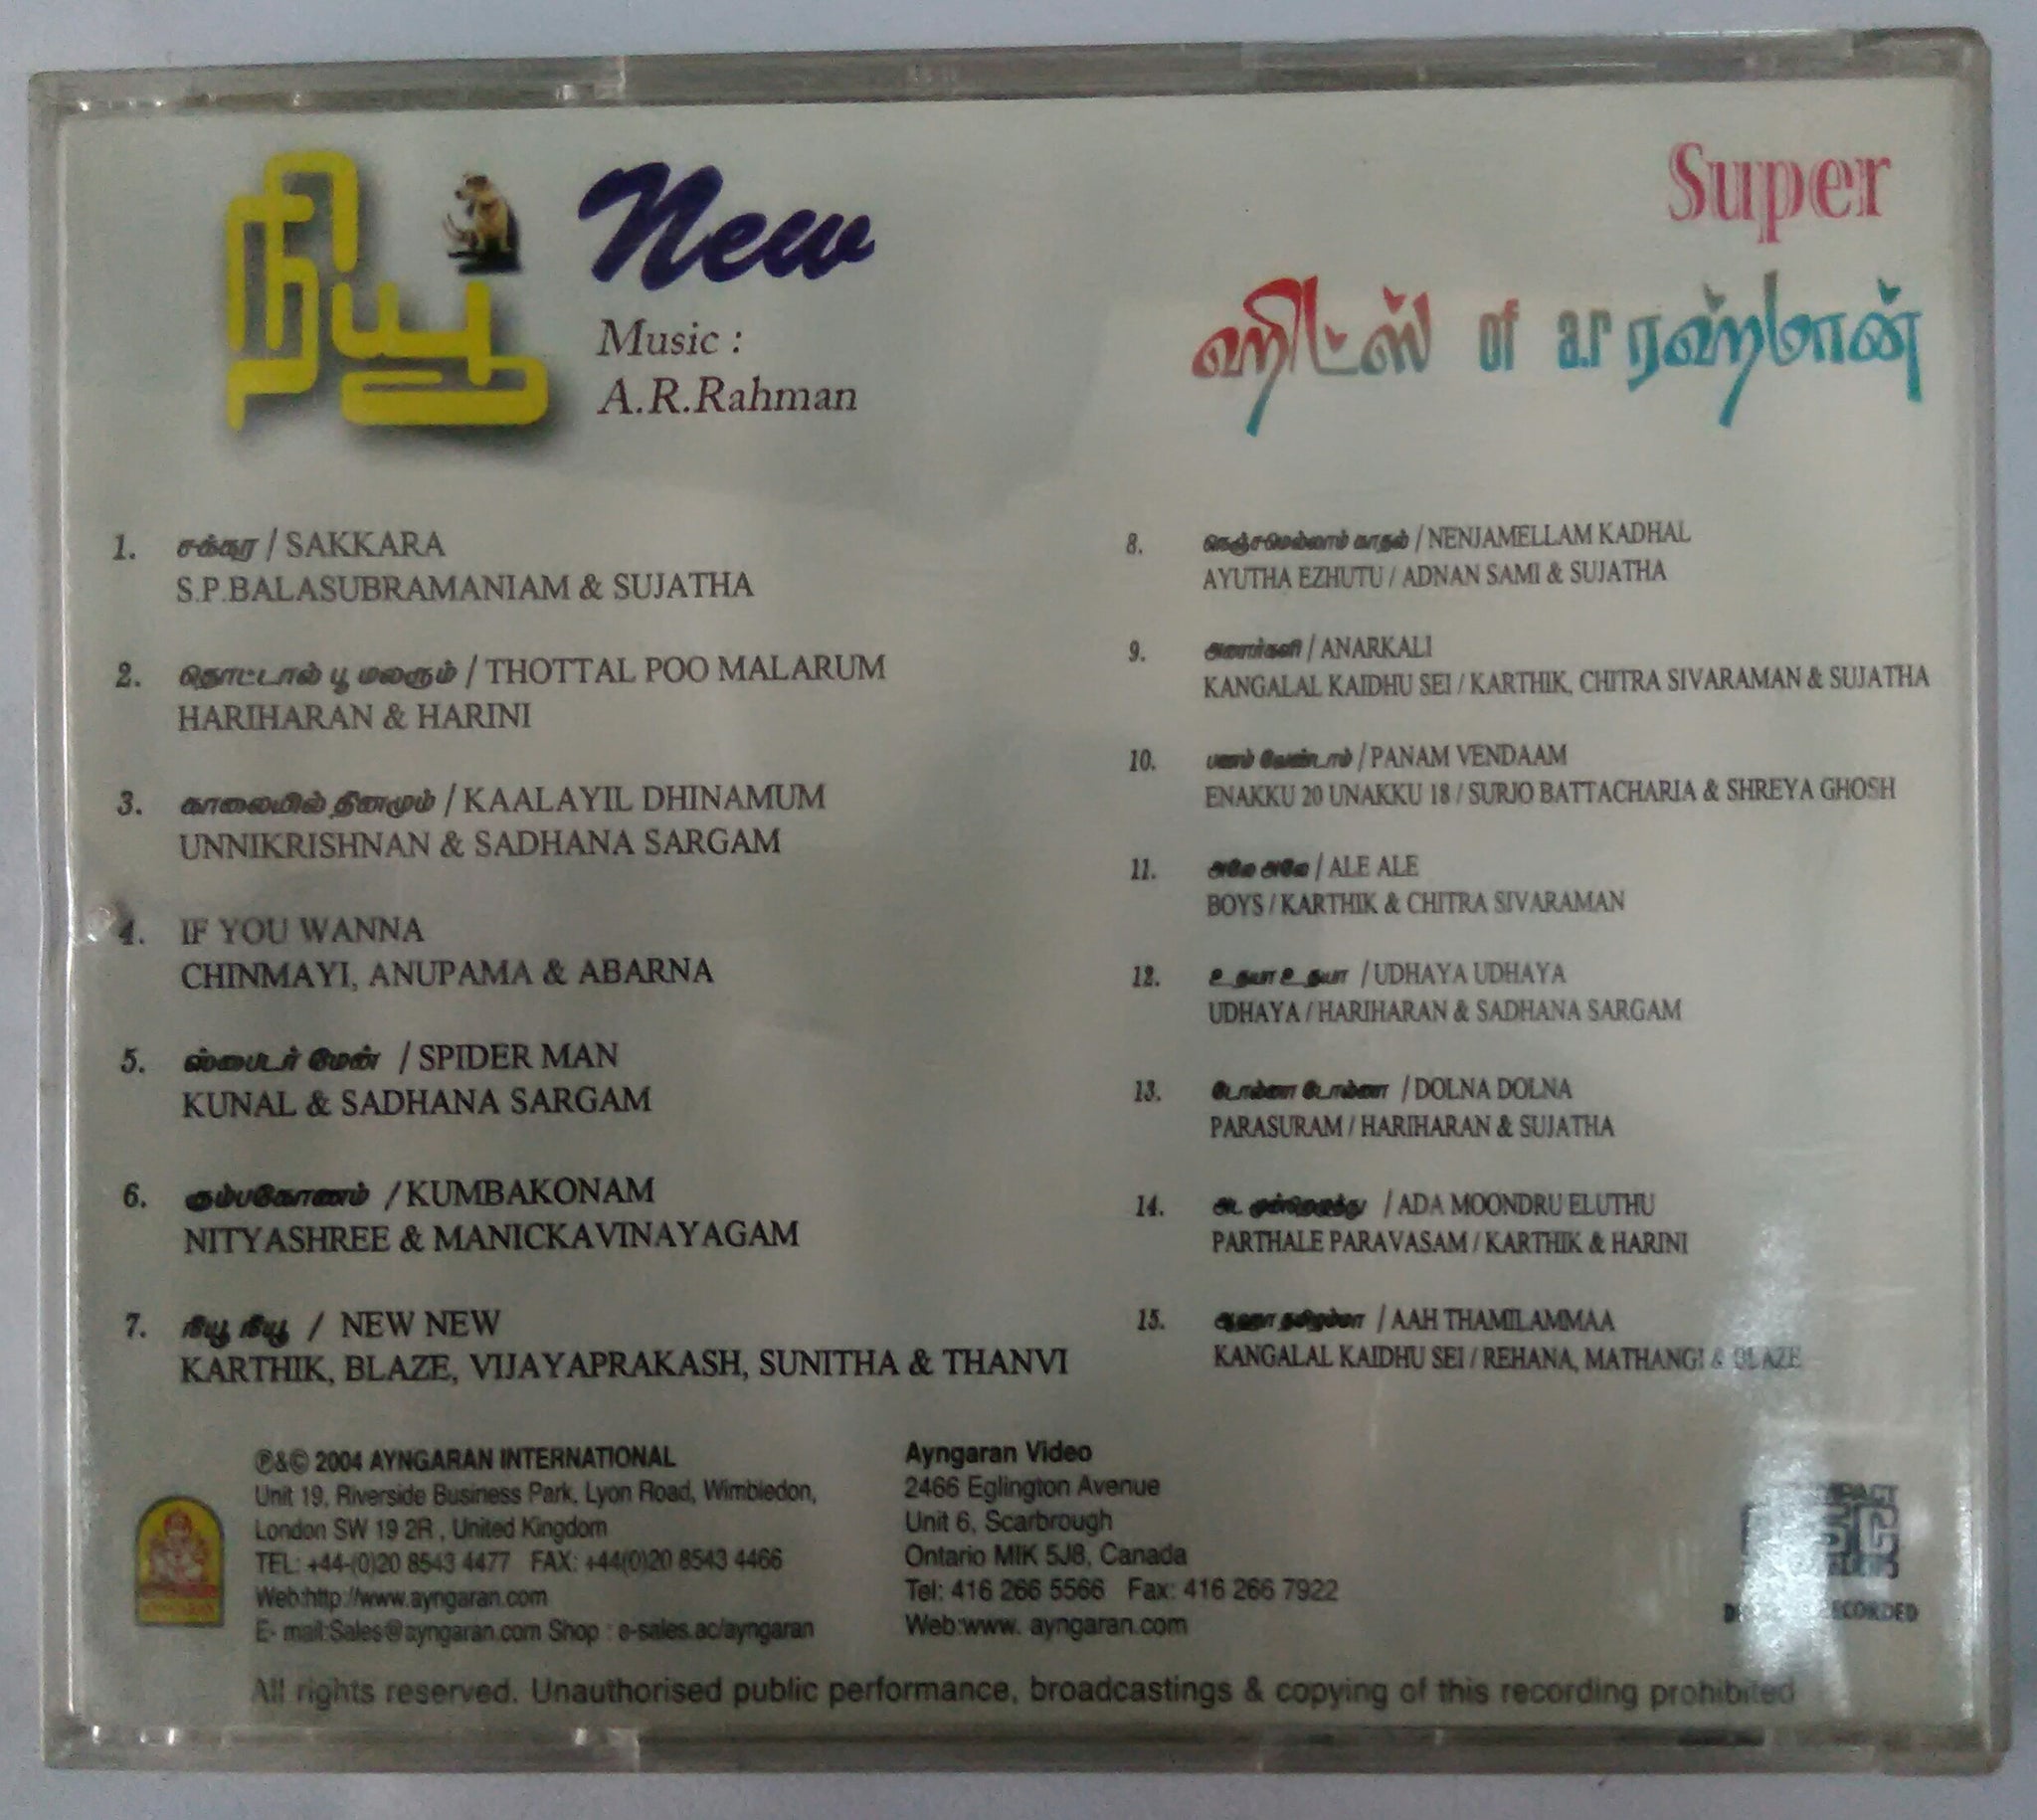 நியூ
New
Music :
A.R.Rahman
1. சக்கர / SAKKARA
S.P.BALASUBRAMANIAM & SUJATHA
2. தொட்டால் பூ மலரும் / THOTTAL POO MALARUM
HARIHARAN & HARINI
3. காலையில் தினமும் / KAALAYIL DHINAMUM
UNNIKRISHNAN & SADHANA SARGAM
4. IF YOU WANNA
CHINMAYI, ANUPAMA & ABARNA
5. ஸ்பைடர் மேன் / SPIDER MAN
KUNAL & SADHANA SARGAM
6. கும்பகோணம் / KUMBAKONAM
NITYASHREE & MANICKAVINAYAGAM
7. நியூ நியூ / NEW NEW
KARTHIK, BLAZE, VIJAYAPRAKASH, SUNITHA & THANVI
Super
ஹிட்ஸ் of a.r ரஹ்மான்
8. நெஞ்சமெல்லாம் காதல் / NENJAMELLAM KADHAL
AYUTHA EZHUTU / ADNAN SAMI & SUJATHA
9. அனார்கலி / ANARKALI
KANGALAL KAIDHU SEI / KARTHIK, CHITRA SIVARAMAN & SUJATHA
10. பணம் வேண்டாம் / PANAM VENDAAM
ENAKKU 20 UNAKKU 18 / SURJO BATTACHARIA & SHREYA GHOSH
11. அலே அலே / ALE ALE
BOYS / KARTHIK & CHITRA SIVARAMAN
12. உதயா உதயா / UDHAYA UDHAYA
UDHAYA / HARIHARAN & SADHANA SARGAM
13. டோல்னா டோல்னா / DOLNA DOLNA
PARASURAM / HARIHARAN & SUJATHA
14. அட / ADA MOONDRU ELUTHU
PARTHALE PARAVASAM / KARTHIK & HARINI
15. / AAH THAMILAMMAA
KANGALAL KAIDHU SEI / REHANA, MATHANGI & BLAZE
℗&© 2004 AYNGARAN INTERNATIONAL
Unit 19, Riverside Business Park, Lyon Road, Wimbledon,
London SW 19 2R , United Kingdom
TEL: +44-(0)20 8543 4477 FAX: +44(0)20 8543 4466
Web:http://www.ayngaran.com
E- mail:Sales@ayngaran.com Shop : e-sales.ac/ayngaran
AYNGARAN
Ayngaran Video
2466 Eglington Avenue
Unit 6, Scarbrough
Ontario MIK 5J8, Canada
Tel: 416 266 5566 Fax: 416 266 7922
Web:www. ayngaran.com
All rights reserved. Unauthorised public performance, broadcastings & copying of this recording prohibited